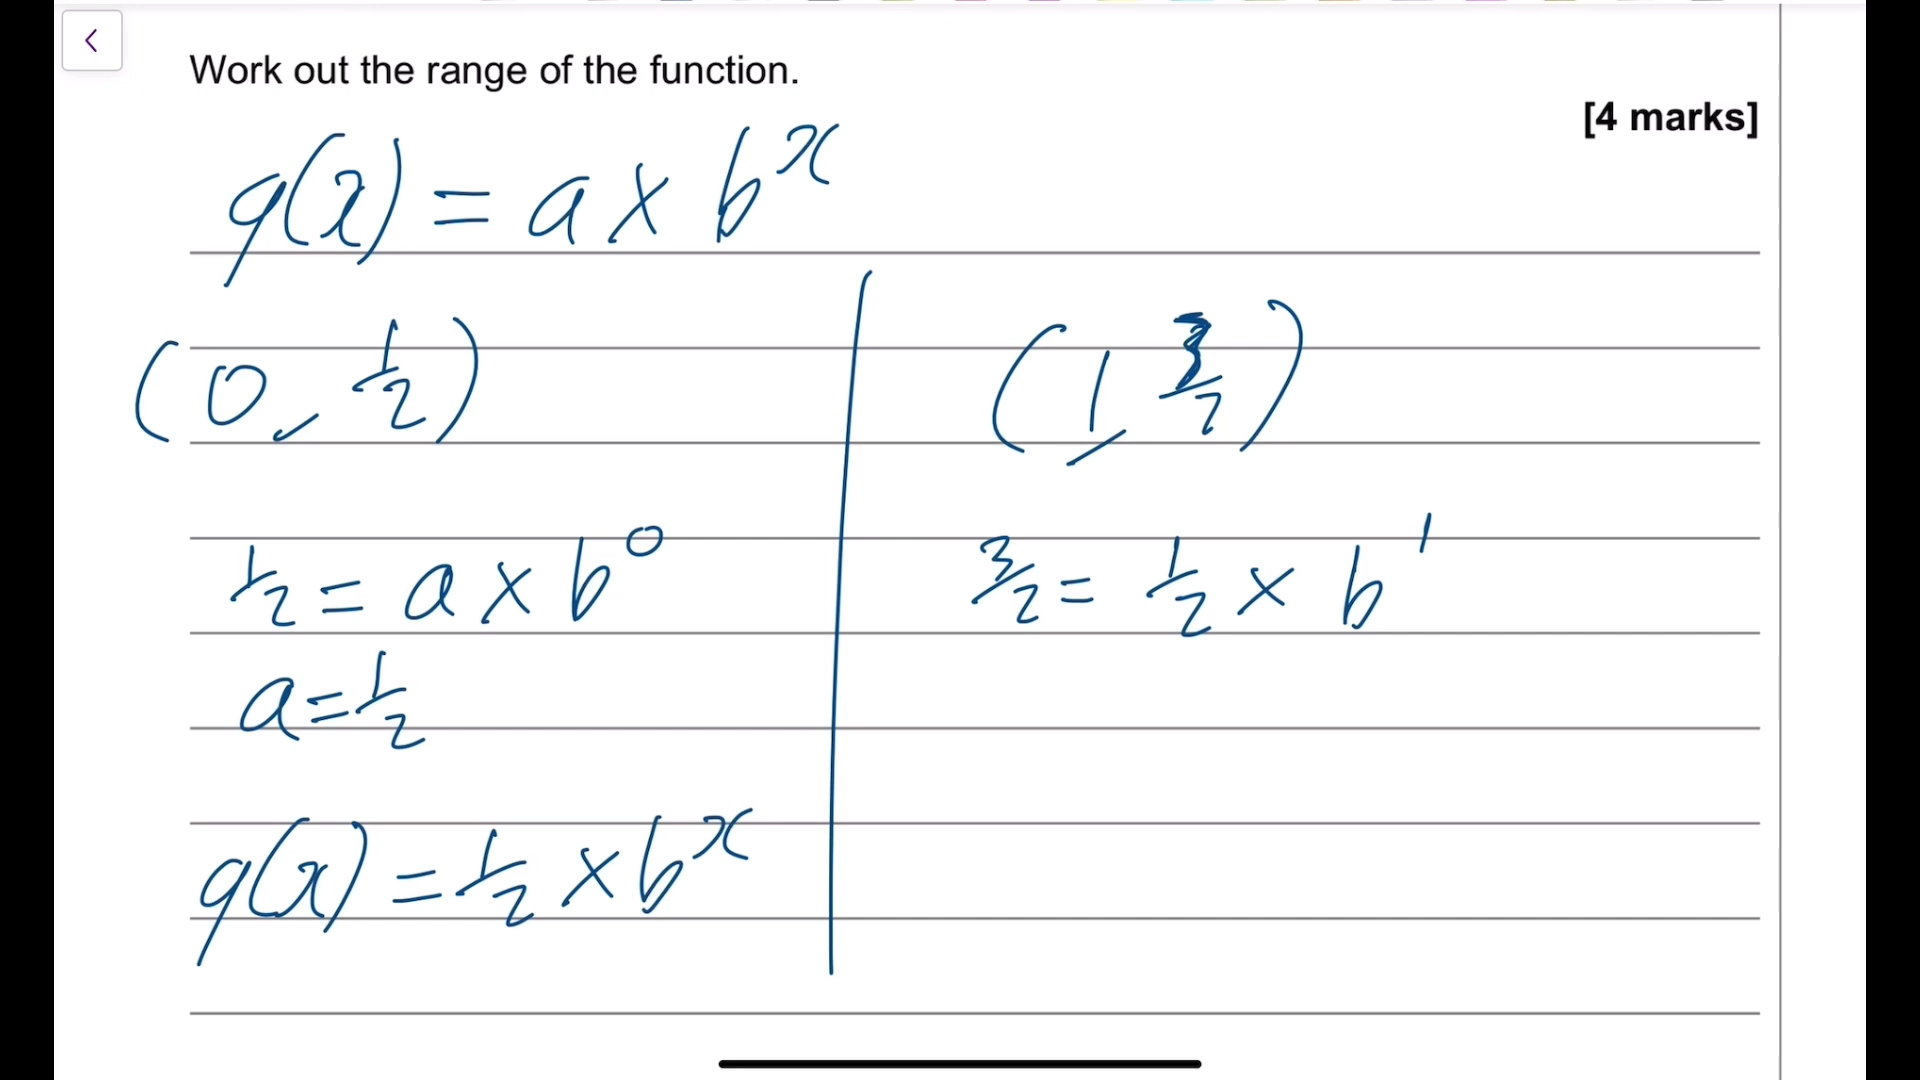 Work out the range of the function.
[4 marks]
g(x) = a × b^x
(0, 1/2)
1/2 = a × b^0
a = 1/2
g(x) = 1/2 × b^x
(1, 3/2)
3/2 = 1/2 × b^1